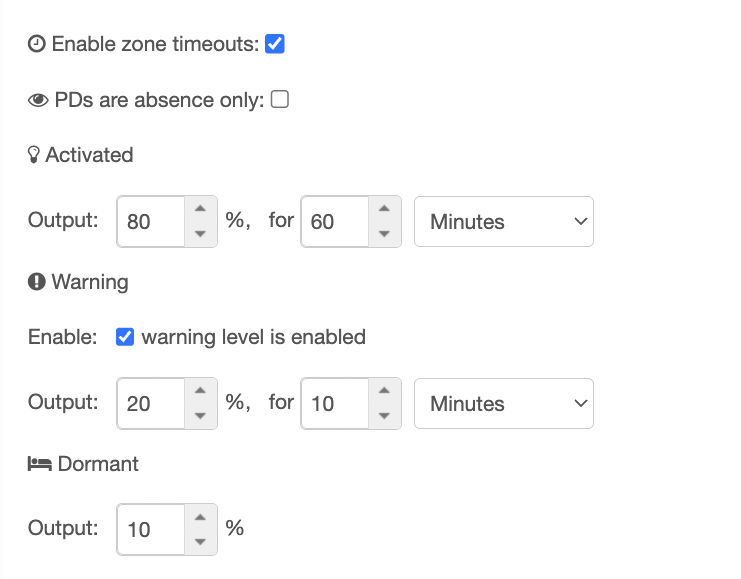 Enable zone timeouts:
PDs are absence only:
Activated
Output: 80 %, for 60 Minutes
Warning
Enable: warning level is enabled
Output: 20 %, for 10 Minutes
Dormant
Output: 10 %